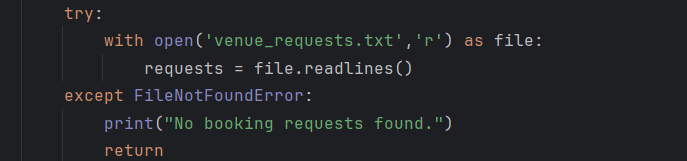 try:
with open('venue_requests.txt','r') as file:
requests = file.readlines()
except FileNotFoundError:
print("No booking requests found.")
return